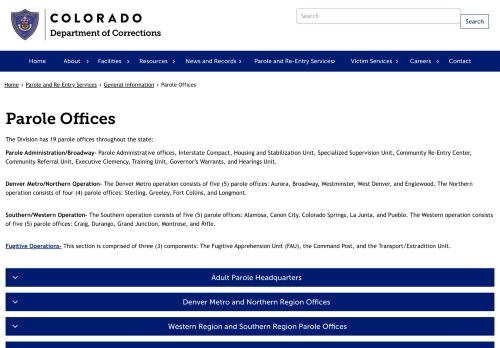 COLORADO
Department of Corrections
Search
Search
Home
About
Facilities
Resources
News and Records
Parole and Re-Entry Services
Victim Services
Careers
Contact
Home › Parole and Re-Entry Services › General Information › Parole Offices
Parole Offices
The Division has 19 parole offices throughout the state:
Parole Administration/Broadway- Parole Administrative offices, Interstate Compact, Housing and Stabilization Unit, Specialized Supervision Unit, Community Re-Entry Center,
Community Referral Unit, Executive Clemency, Training Unit, Governor's Warrants, and Hearings Unit.
Denver Metro/Northern Operation- The Denver Metro operation consists of five (5) parole offices: Aurora, Broadway, Westminster, West Denver, and Englewood. The Northern
operation consists of four (4) parole offices: Sterling, Greeley, Fort Collins, and Longmont.
Southern/Western Operation- The Southern operation consists of five (5) parole offices: Alamosa, Canon City, Colorado Springs, La Junta, and Pueblo. The Western operation consists
of five (5) parole offices: Craig, Durango, Grand Junction, Montrose, and Rifle.
Fugitive Operations- This section is comprised of three (3) components: The Fugitive Apprehension Unit (FAU), the Command Post, and the Transport/Extradition Unit.
Adult Parole Headquarters
Denver Metro and Northern Region Offices
Western Region and Southern Region Parole Offices